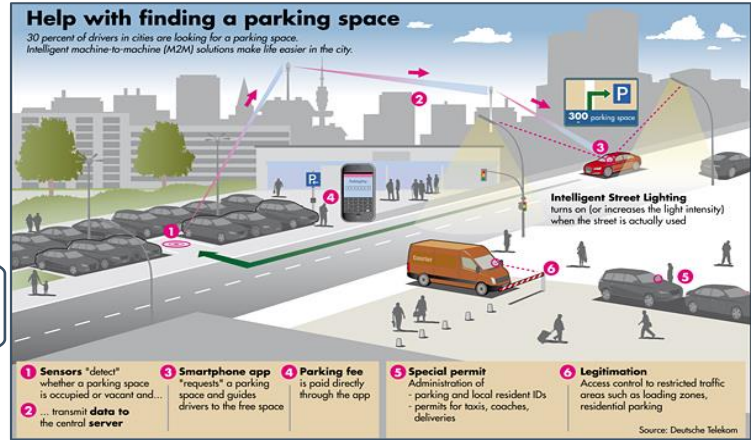 Help with finding a parking space
30 percent of drivers in cities are looking for a parking space.
Intelligent machine-to-machine (M2M) solutions make life easier in the city.
2
P
300 parking space
3
P
4
Intelligent Street Lighting
turns on (or increases the light intensity)
when the street is actually used
1
6
5
1 Sensors "detect"
whether a parking space
is occupied or vacant and...
2 ... transmit data to
the central server
3 Smartphone app
"requests" a parking
space and guides
drivers to the free space
4 Parking fee
is paid directly
through the app
5 Special permit
Administration of
- parking and local resident IDs
- permits for taxis, coaches,
deliveries
6 Legitimation
Access control to restricted traffic
areas such as loading zones,
residential parking
Source: Deutsche Telekom